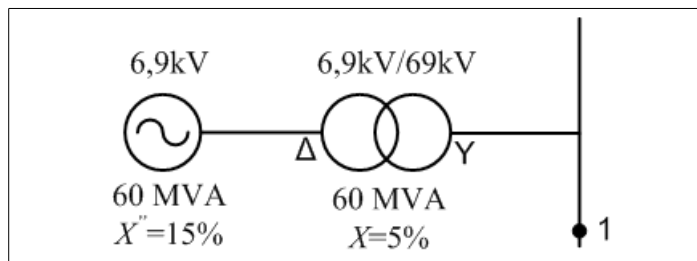 6,9kV
6,9kV/69kV
Δ
Y
60 MVA
X"=15%
60 MVA
X=5%
1